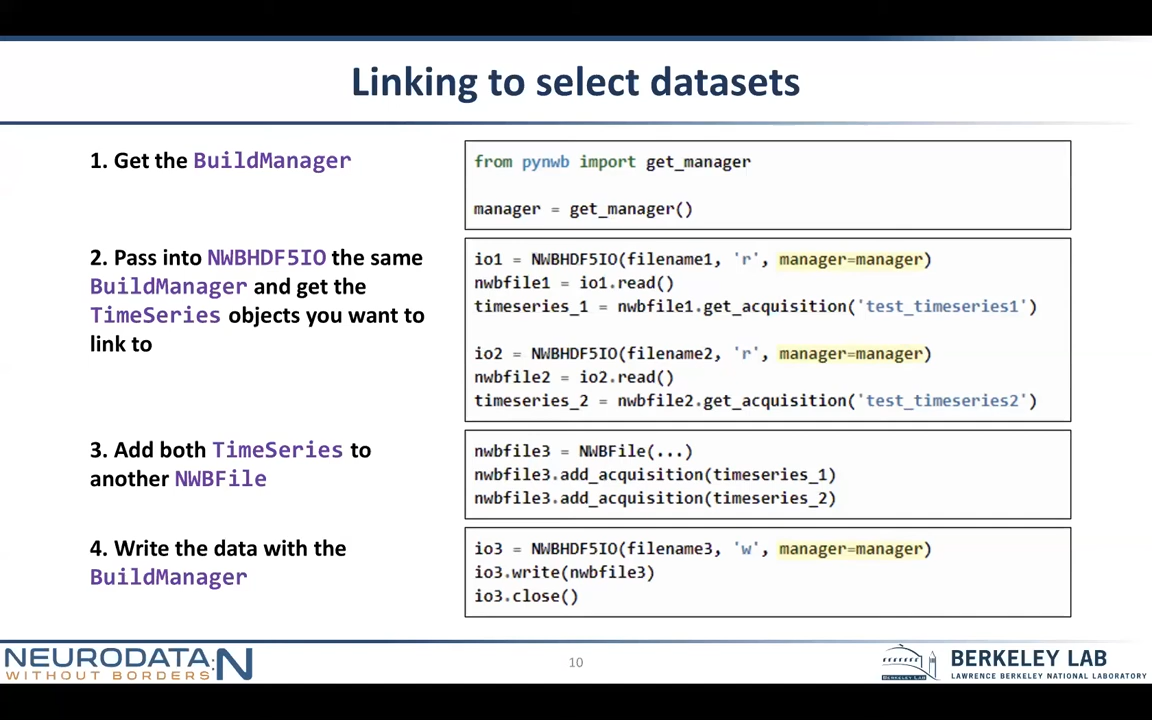 Linking to select datasets
1. Get the BuildManager
from pynwb import get_manager
manager = get_manager()
2. Pass into NWBHDF5IO the same
BuildManager and get the
TimeSeries objects you want to
link to
io1 = NWBHDF5IO(filename1, 'r', manager=manager)
nwbfile1 = io1.read()
timeseries_1 = nwbfile1.get_acquisition('test_timeseries1')
io2 = NWBHDF5IO(filename2, 'r', manager=manager)
nwbfile2 = io2.read()
timeseries_2 = nwbfile2.get_acquisition('test_timeseries2')
3. Add both TimeSeries to
another NWBFile
nwbfile3 = NWBFile(...)
nwbfile3.add_acquisition(timeseries_1)
nwbfile3.add_acquisition(timeseries_2)
4. Write the data with the
BuildManager
io3 = NWBHDF5IO(filename3, 'w', manager=manager)
io3.write(nwbfile3)
io3.close()
NEURODATA:N
WITHOUT BORDERS
10
BERKELEY LAB
BERKELEY LAB
LAWRENCE BERKELEY NATIONAL LABORATORY